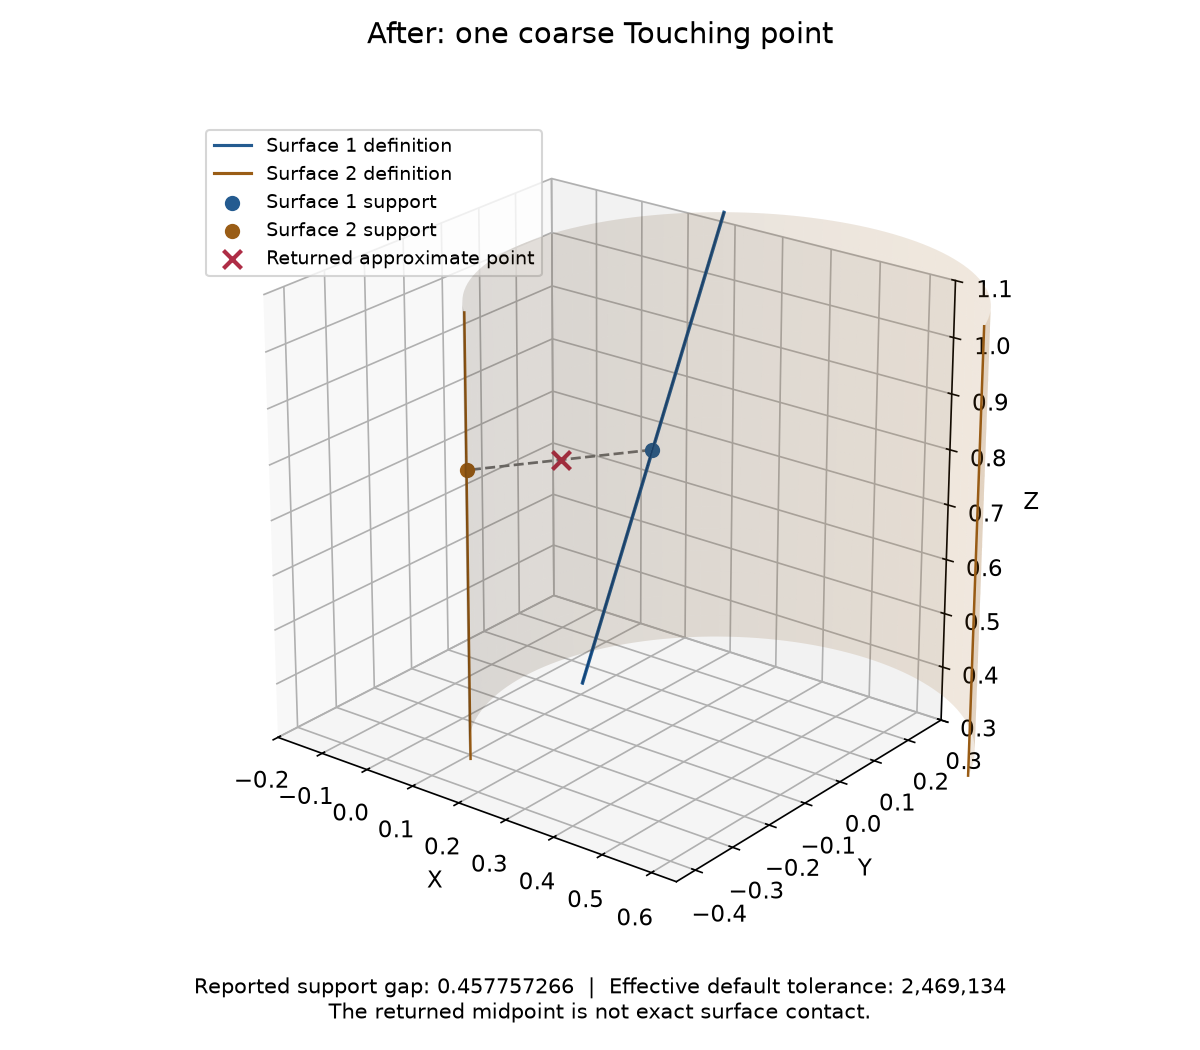 After: one coarse Touching point
Surface 1 definition
Surface 2 definition
Surface 1 support
Surface 2 support
Returned approximate point
1.1
1.0
0.9
0.8
0.7
0.6
0.5
0.4
0.3
Z
−0.2
−0.1
0.0
0.1
0.2
0.3
0.4
0.5
0.6
X
0.3
0.2
0.1
0.0
−0.1
−0.2
−0.3
−0.4
Y
Reported support gap: 0.457757266 | Effective default tolerance: 2,469,134
The returned midpoint is not exact surface contact.